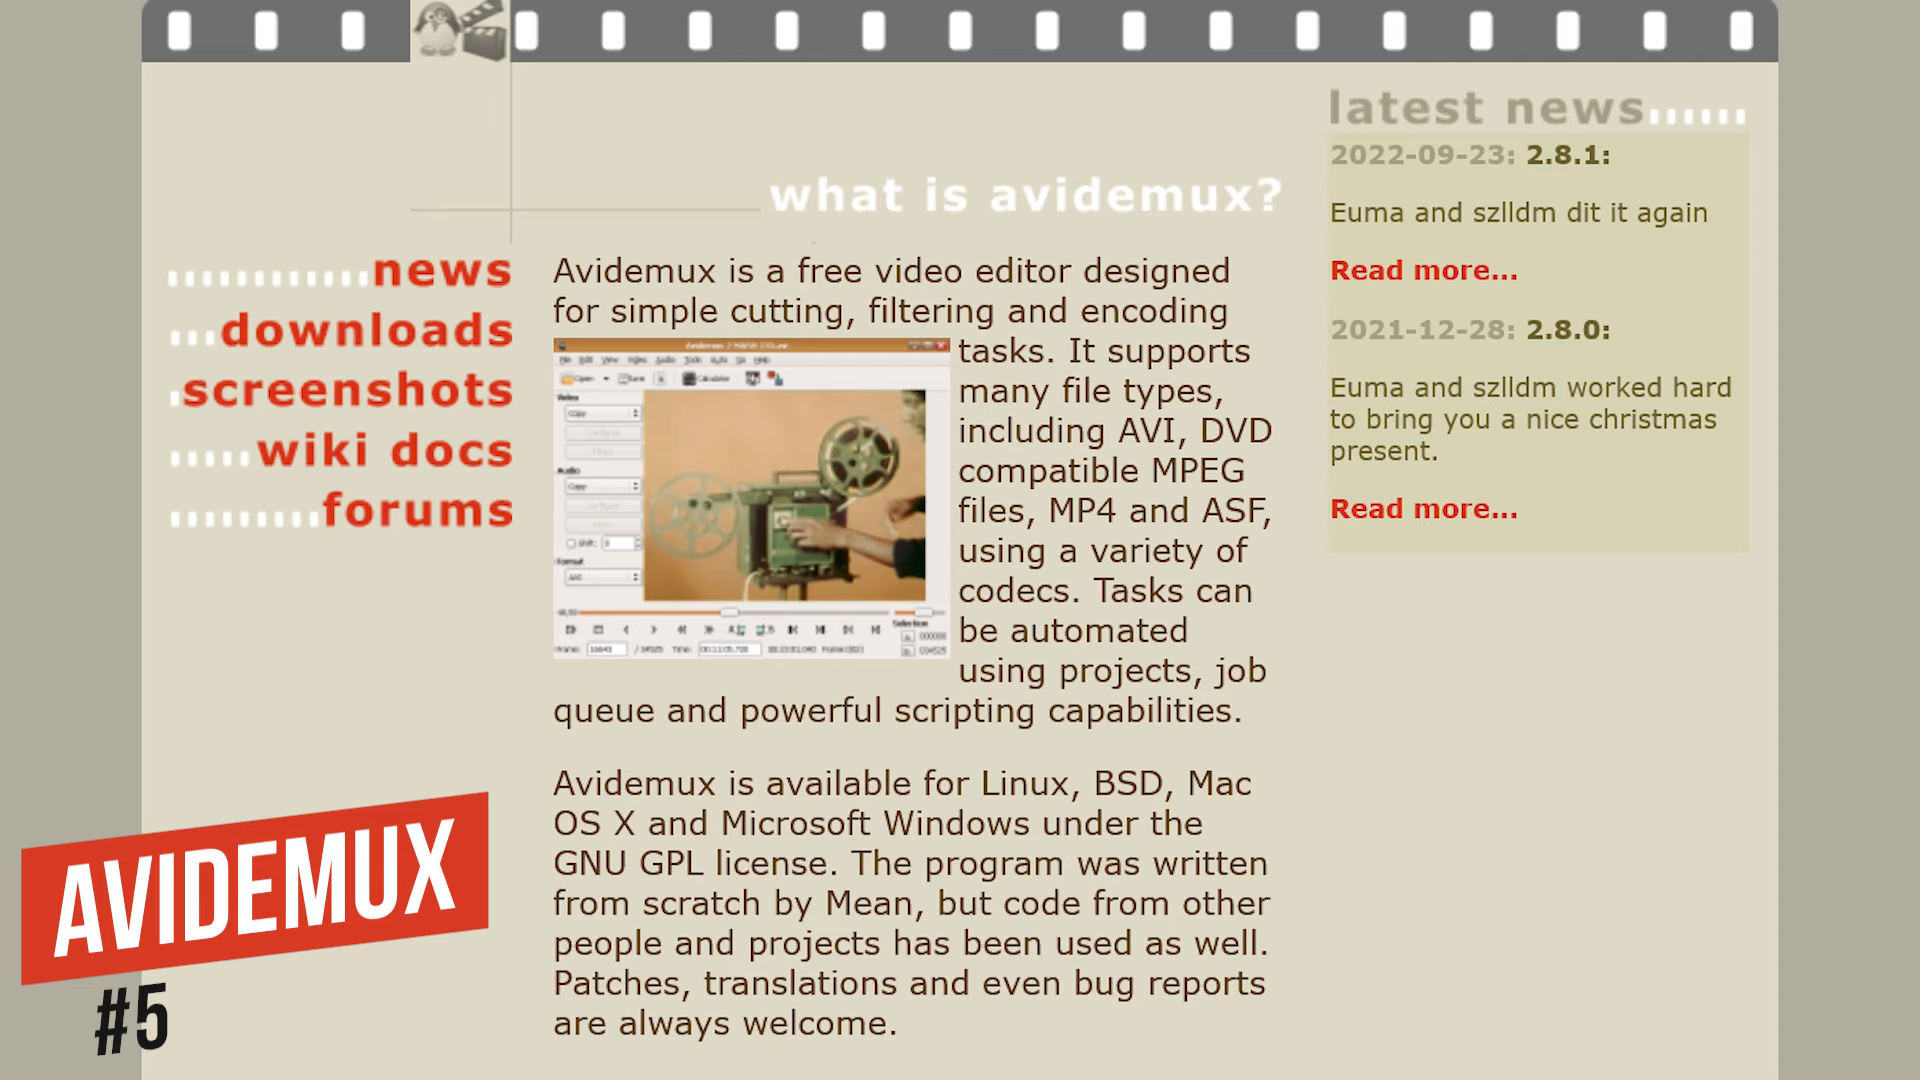 what is avidemux?
news
downloads
screenshots
wiki docs
forums
Avidemux is a free video editor designed
for simple cutting, filtering and encoding
tasks. It supports
many file types,
including AVI, DVD
compatible MPEG
files, MP4 and ASF,
using a variety of
codecs. Tasks can
be automated
using projects, job
queue and powerful scripting capabilities.
Avidemux is available for Linux, BSD, Mac
OS X and Microsoft Windows under the
GNU GPL license. The program was written
from scratch by Mean, but code from other
people and projects has been used as well.
Patches, translations and even bug reports
are always welcome.
latest news
2022-09-23: 2.8.1:
Euma and szlldm dit it again
Read more...
2021-12-28: 2.8.0:
Euma and szlldm worked hard
to bring you a nice christmas
present.
Read more...
AVIDEMUX
#5